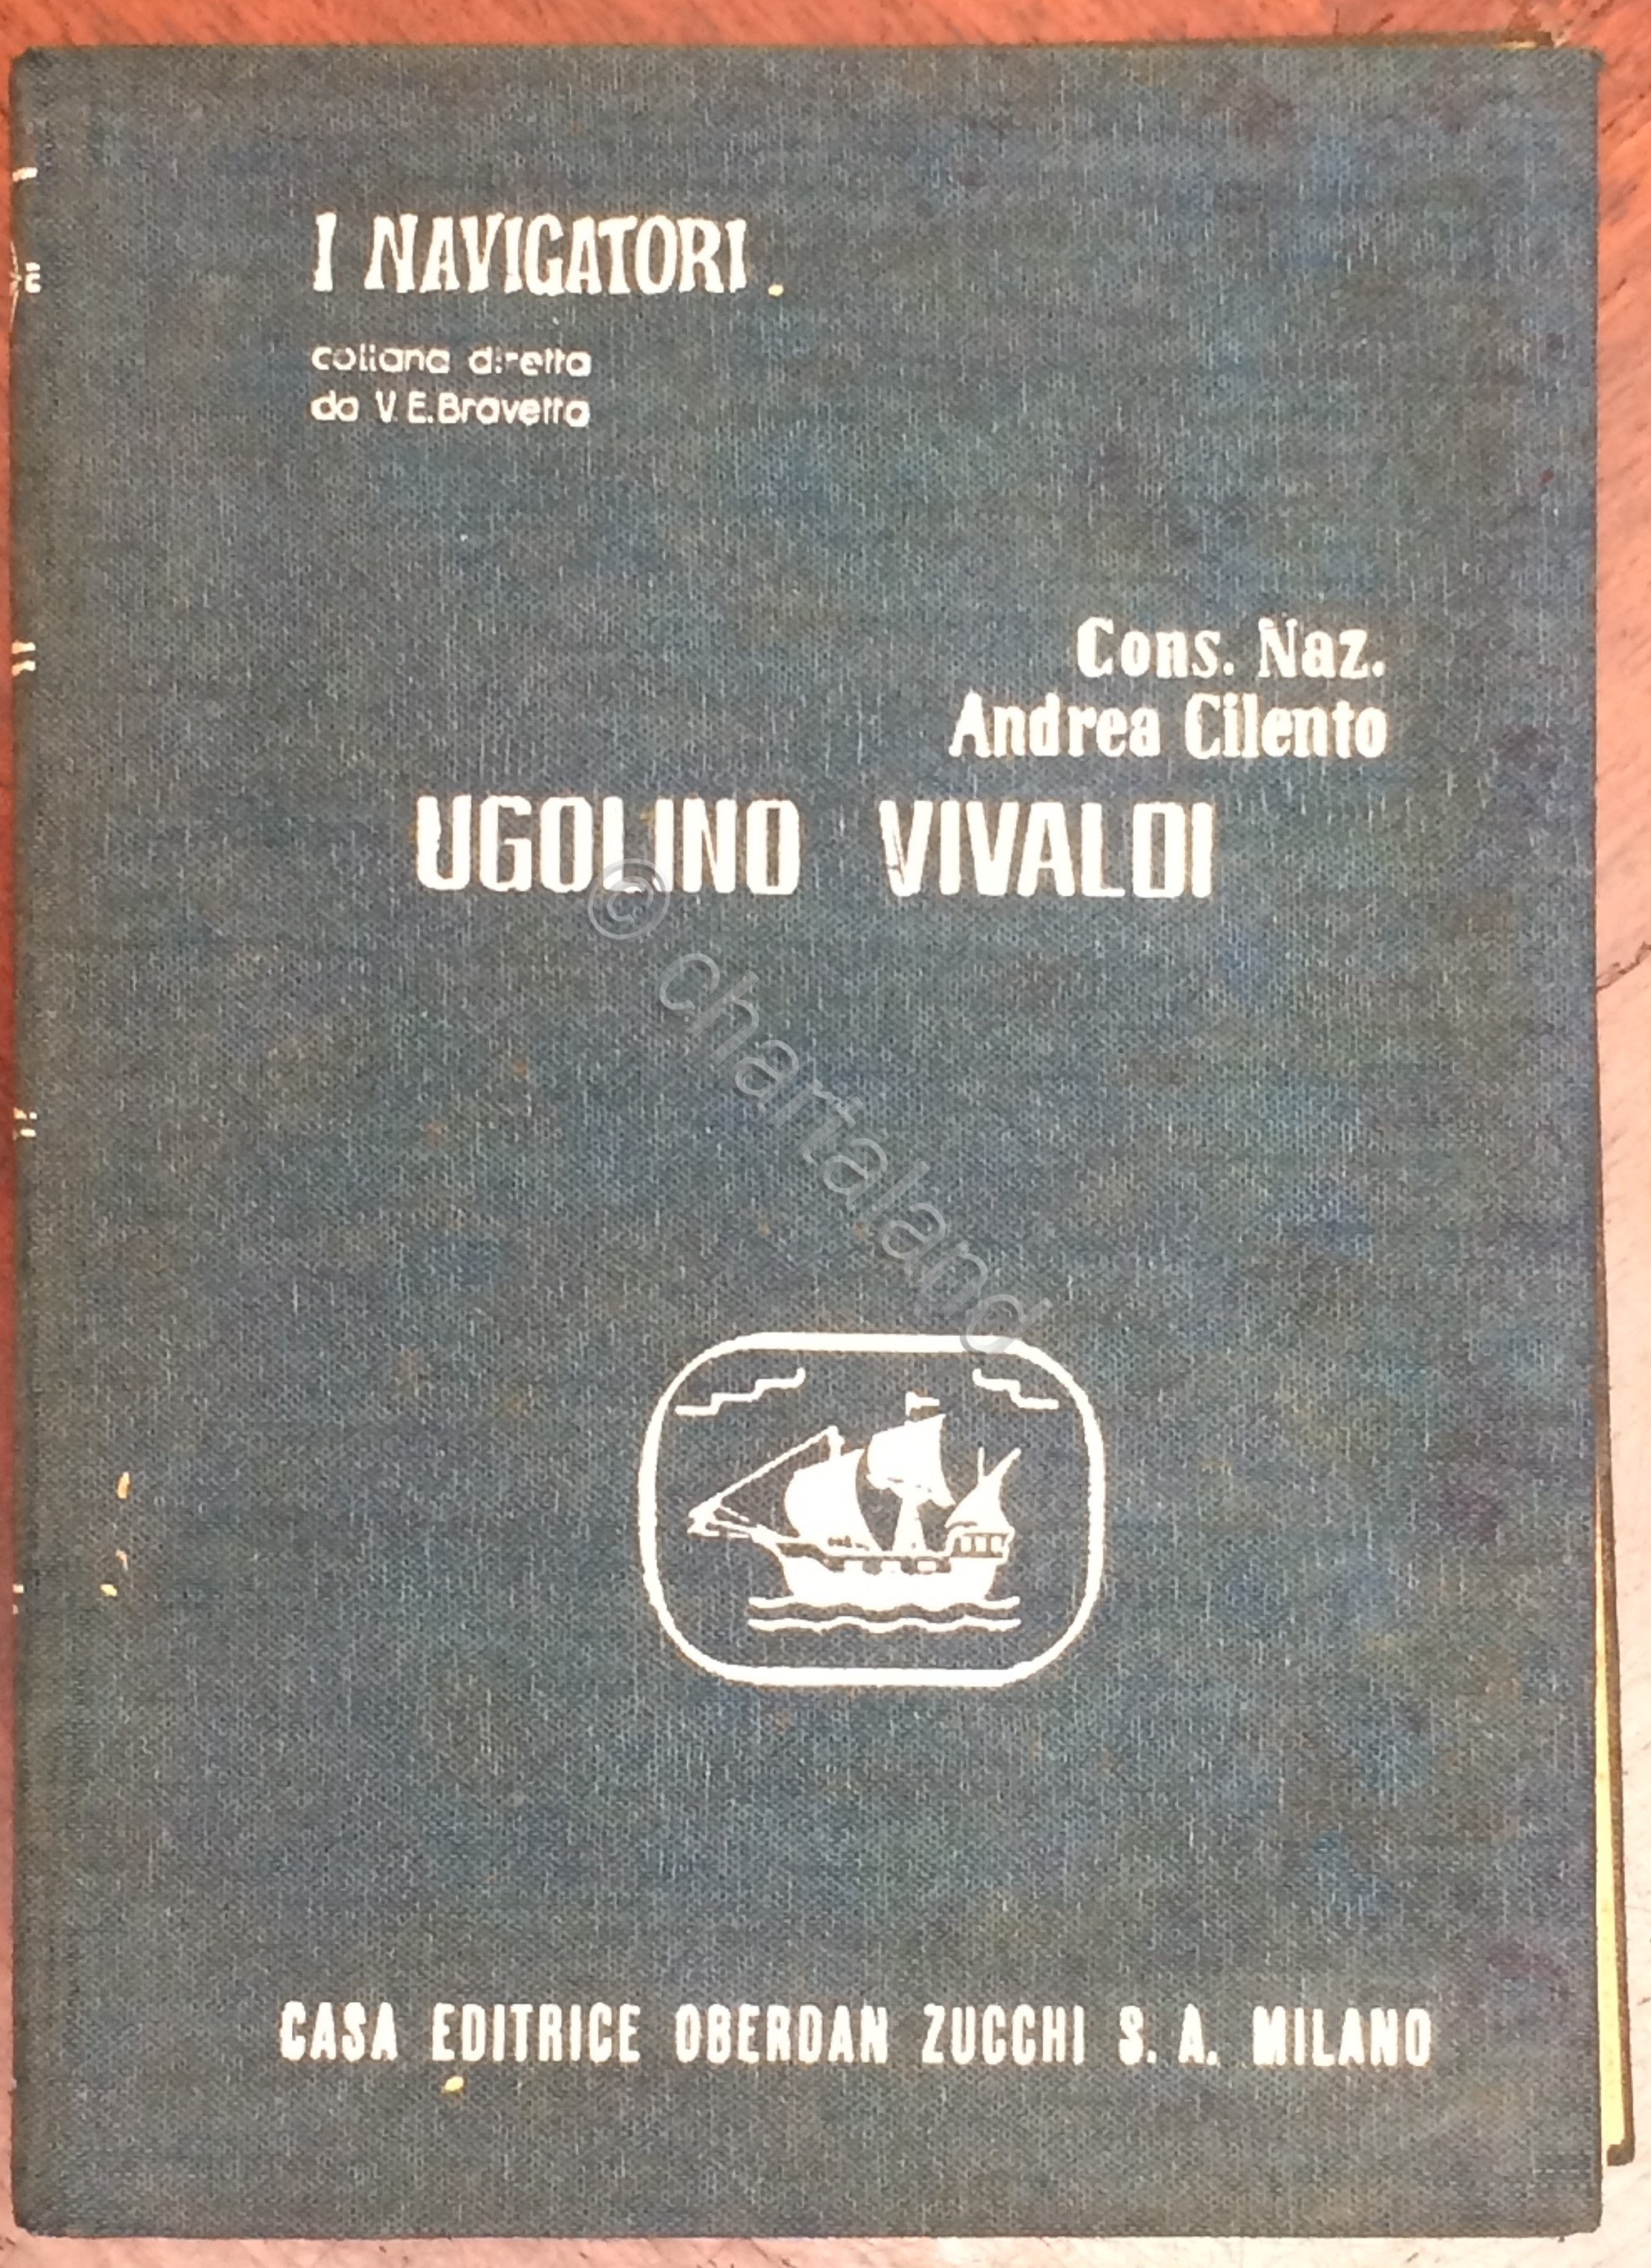 I NAVIGATORI
collana diretta
da V. E. Bravetta
Cons. Naz.
Andrea Cilento
UGOLINO VIVALDI
© chartaland
CASA EDITRICE OBERDAN ZUCCHI S. A. MILANO